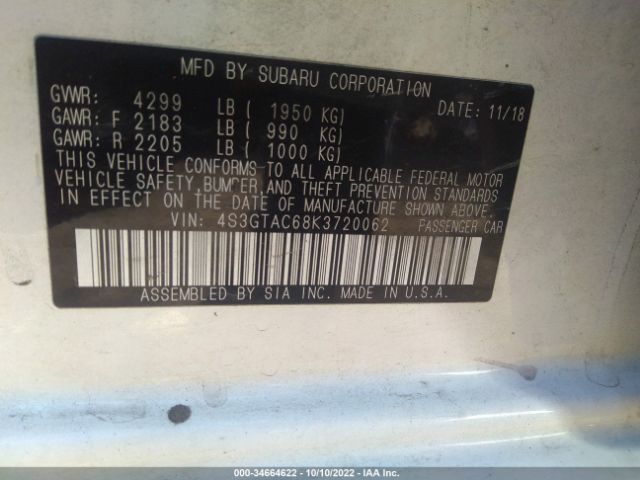 MFD BY SUBARU CORPORATION
GVWR: 4299 LB ( 1950 KG) DATE: 11/18
GAWR: F 2183 LB ( 990 KG)
GAWR: R 2205 LB ( 1000 KG)
THIS VEHICLE CONFORMS TO ALL APPLICABLE FEDERAL MOTOR
VEHICLE SAFETY, BUMPER, AND THEFT PREVENTION STANDARDS
IN EFFECT ON THE DATE OF MANUFACTURE SHOWN ABOVE.
VIN: 4S3GTAC68K3720062 PASSENGER CAR
ASSEMBLED BY SIA INC. MADE IN U.S.A.
000-34664622 - 10/10/2022 - IAA Inc.